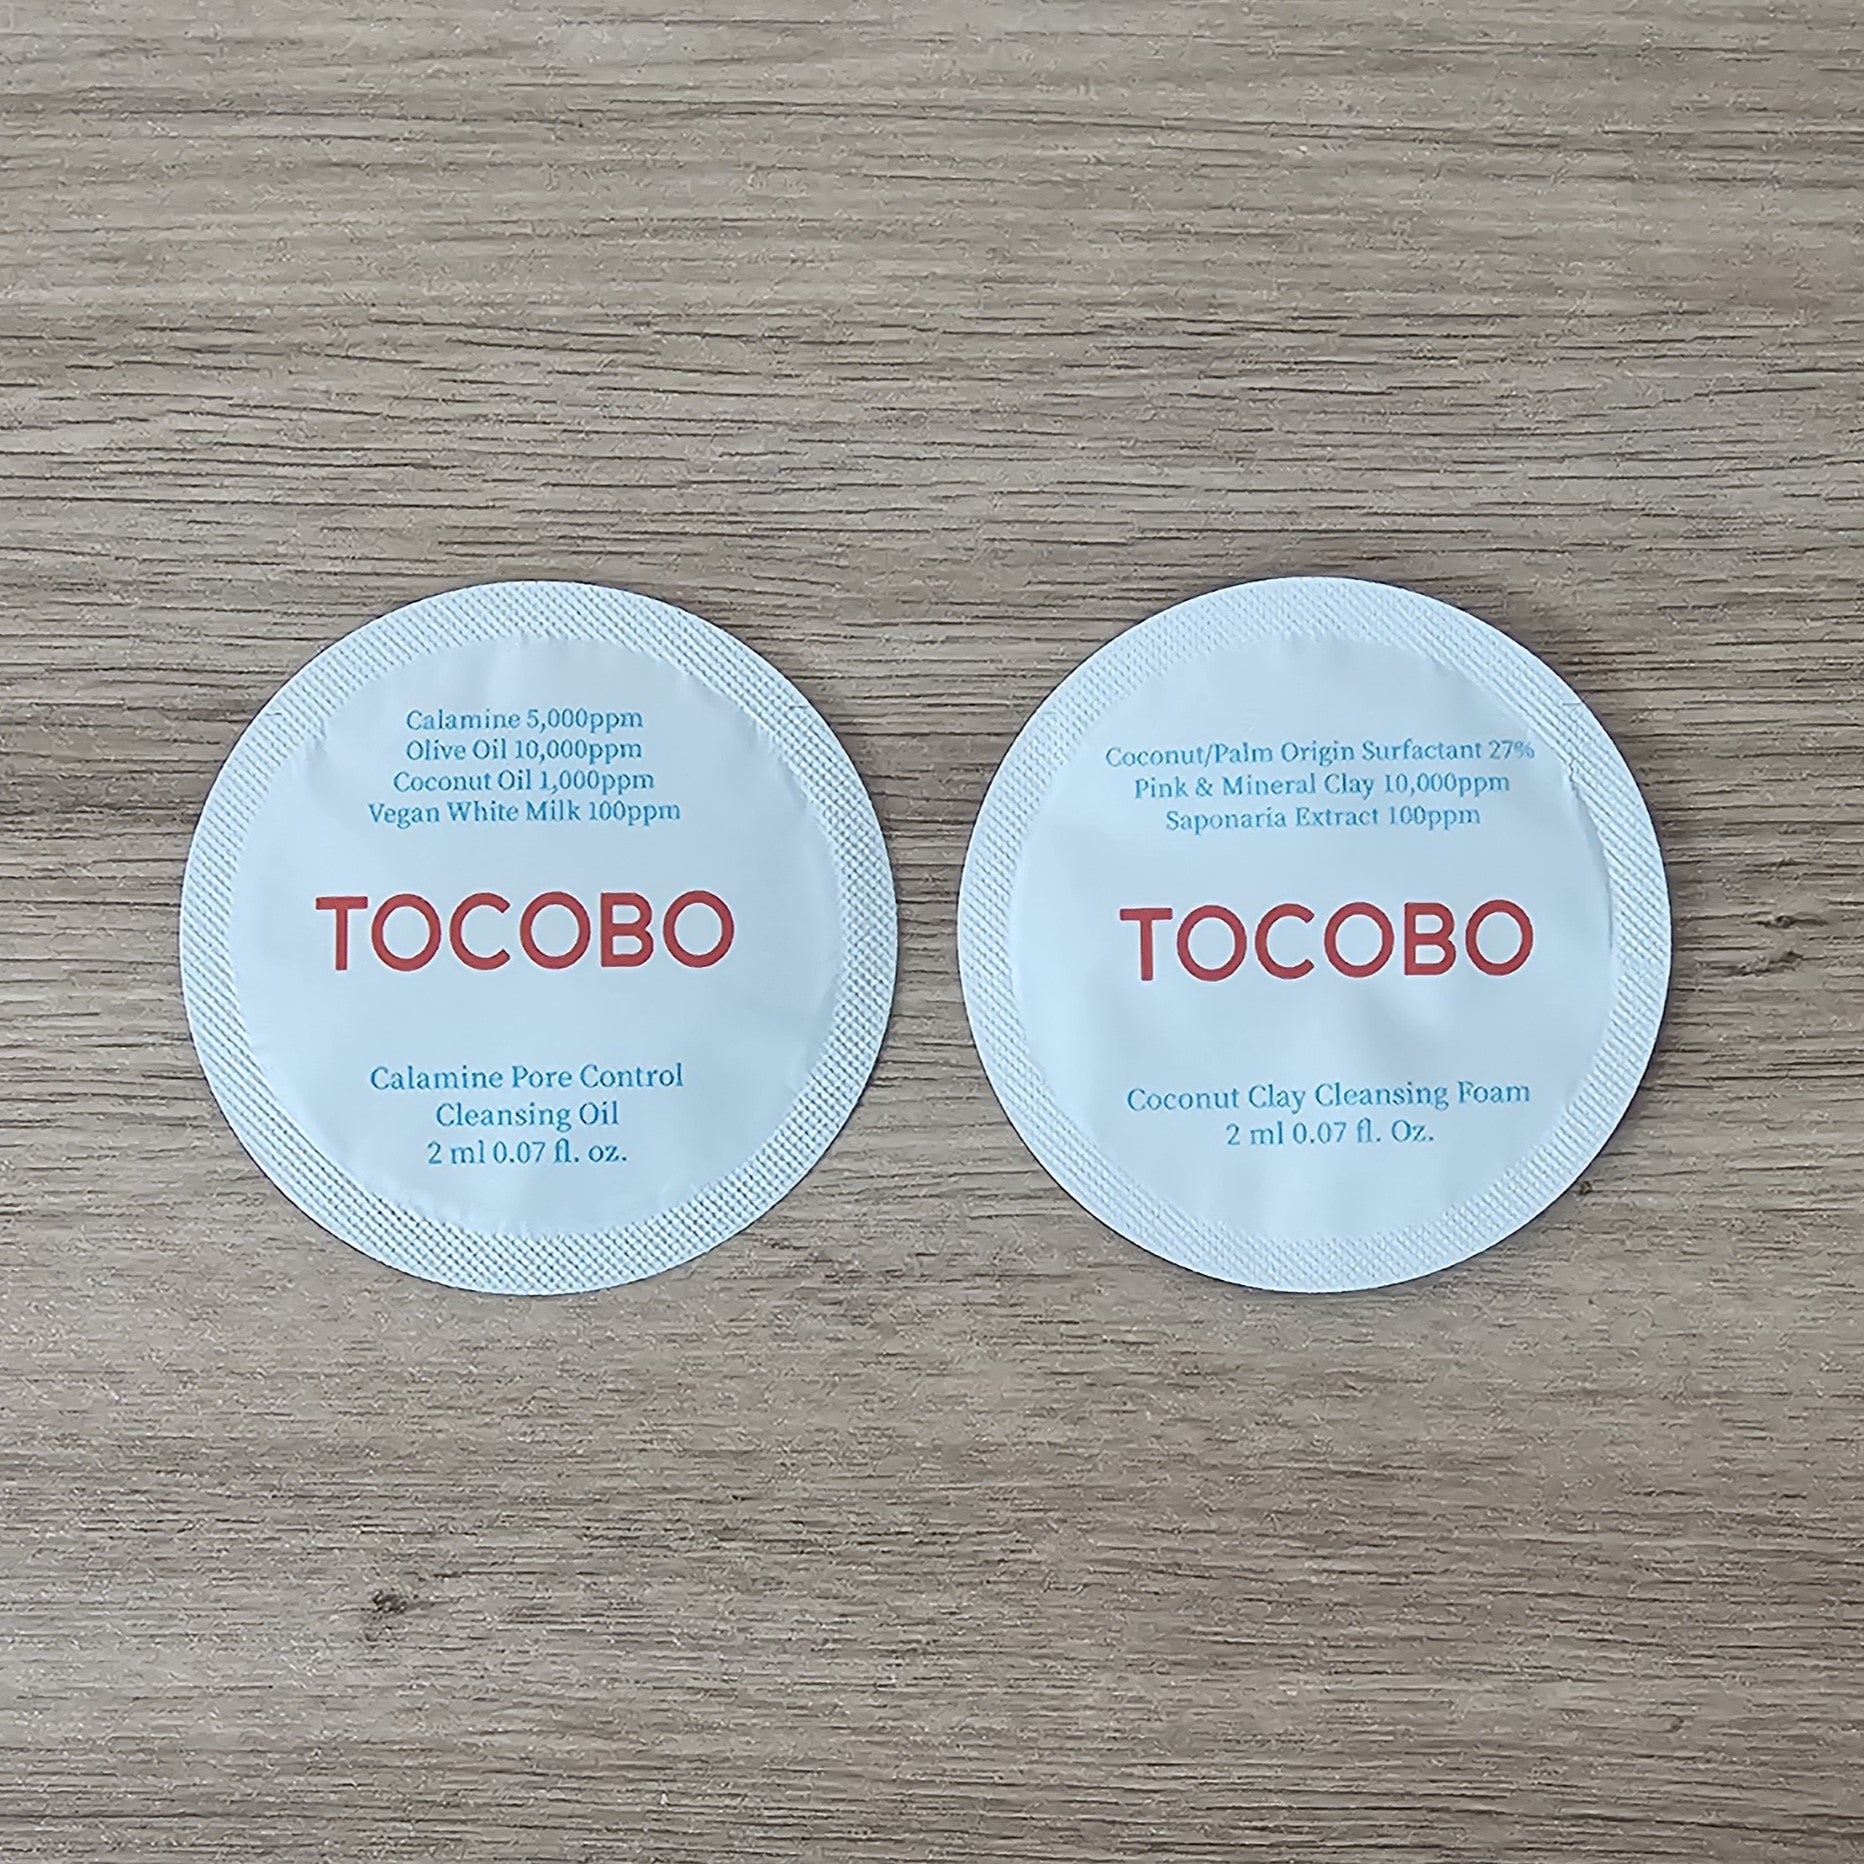 Calamine 5,000ppm
Olive Oil 10,000ppm
Coconut Oil 1,000ppm
Vegan White Milk 100ppm
TOCOBO
Calamine Pore Control
Cleansing Oil
2 ml 0.07 fl. oz.
Coconut/Palm Origin Surfactant 27%
Pink & Mineral Clay 10,000ppm
Saponaria Extract 100ppm
TOCOBO
Coconut Clay Cleansing Foam
2 ml 0.07 fl. Oz.